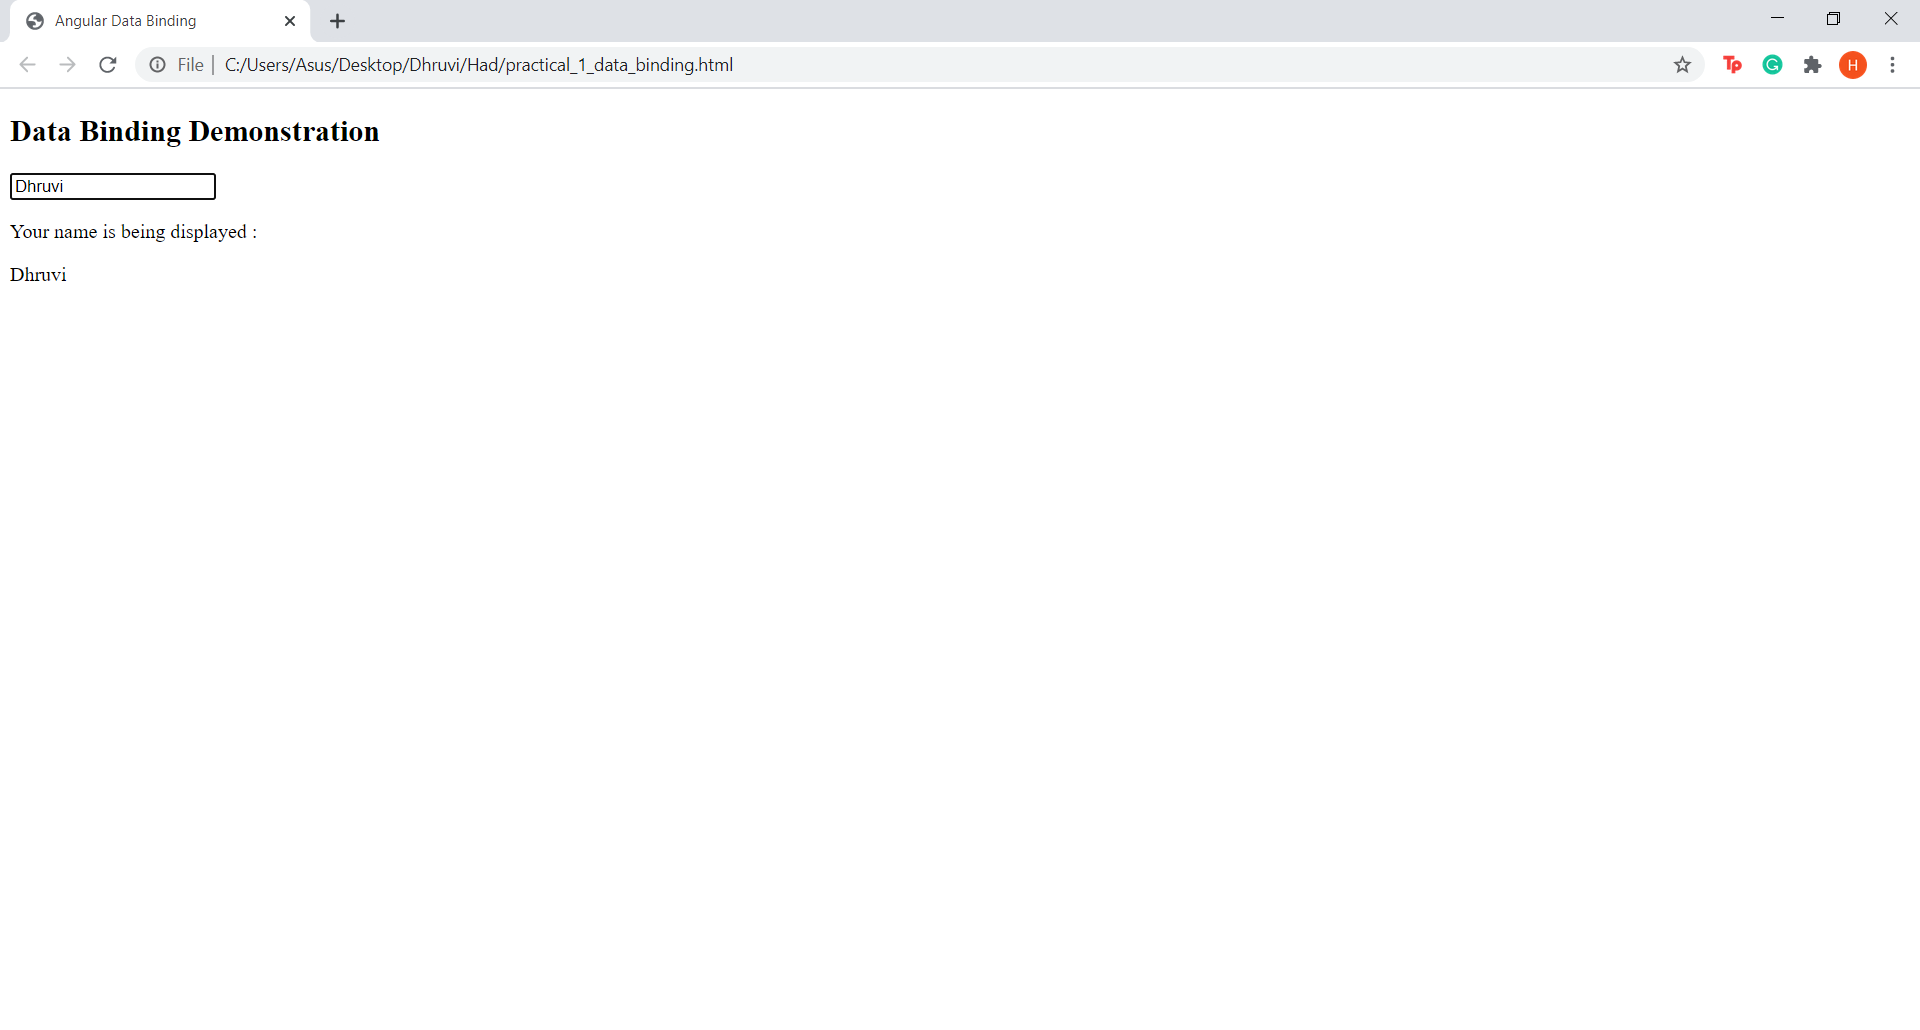 Angular Data Binding
File | C:/Users/Asus/Desktop/Dhruvi/Had/practical_1_data_binding.html
Tp
G
H
Data Binding Demonstration
Dhruvi
Your name is being displayed :
Dhruvi